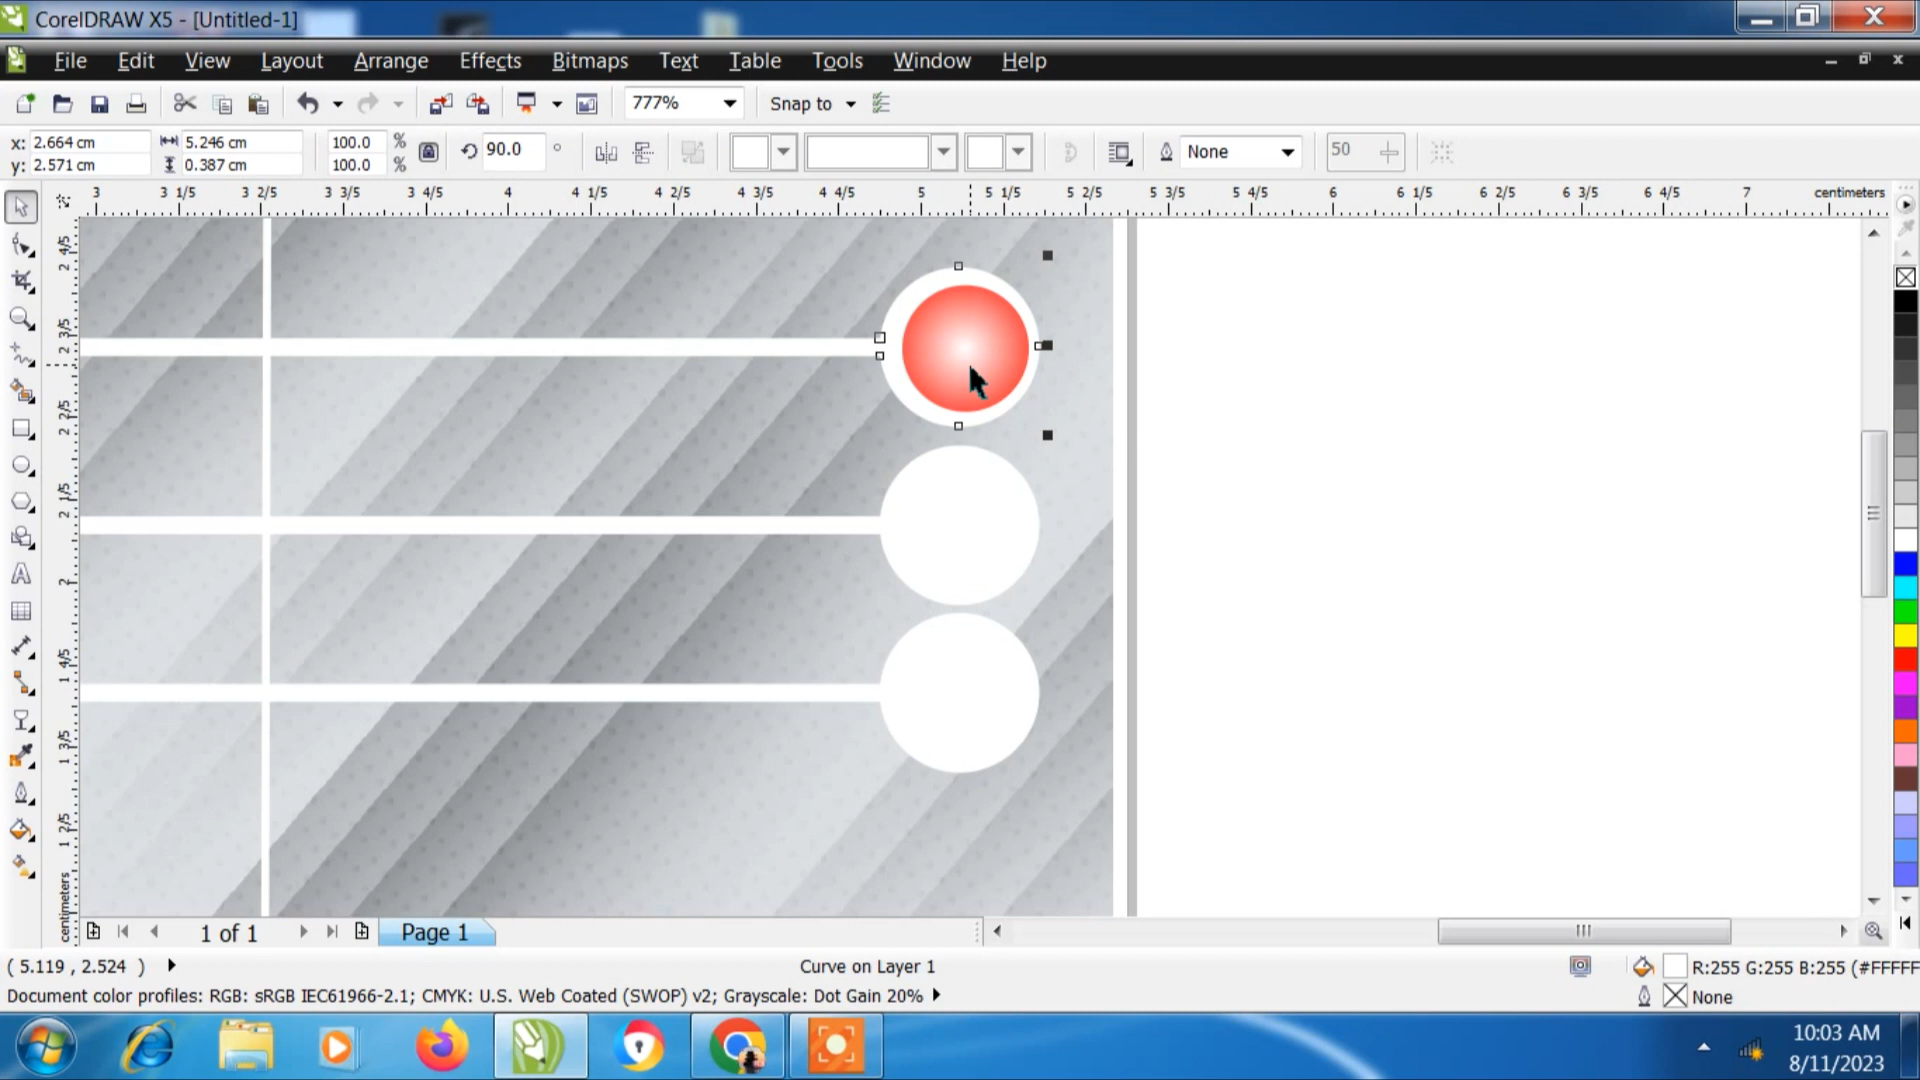 CorelDRAW X5 - [Untitled-1]
File Edit View Layout Arrange Effects Bitmaps Text Table Tools Window Help
777% Snap to
x: 2.664 cm 5.246 cm 100.0 % 90.0 ° None 50
y: 2.571 cm 0.387 cm 100.0 %
3 3 1/5 3 2/5 3 3/5 3 4/5 4 4 1/5 4 2/5 4 3/5 4 4/5 5 5 1/5 5 2/5 5 3/5 5 4/5 6 6 1/5 6 2/5 6 3/5 6 4/5 7 centimeters
2 4/5
2 3/5
2 2/5
2 1/5
2
1 4/5
1 3/5
1 2/5
centimeters
1 of 1 Page 1
( 5.119 , 2.524 ) Curve on Layer 1 R:255 G:255 B:255 (#FFFFF
Document color profiles: RGB: sRGB IEC61966-2.1; CMYK: U.S. Web Coated (SWOP) v2; Grayscale: Dot Gain 20% None
10:03 AM
8/11/2023